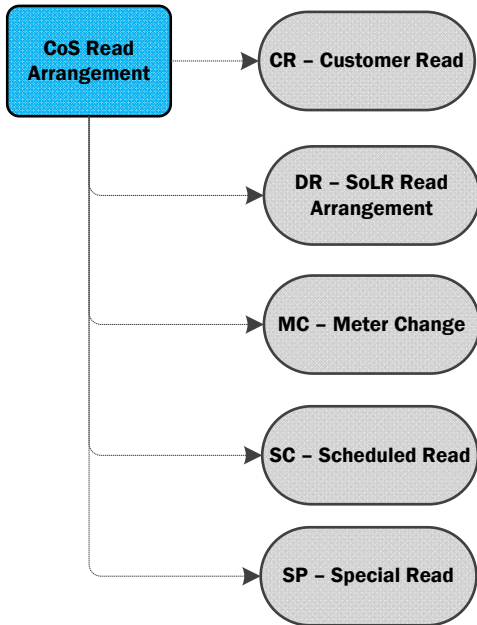 CoS Read
Arrangement
CR – Customer Read
DR – SoLR Read
Arrangement
MC – Meter Change
SC – Scheduled Read
SP – Special Read